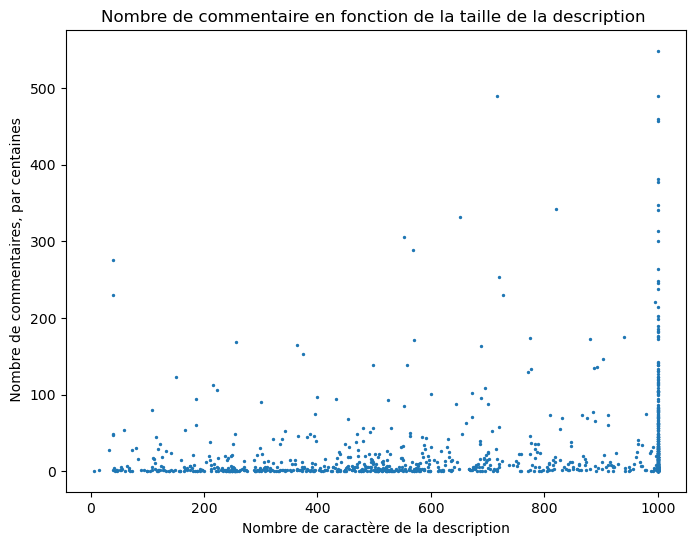 Nombre de commentaire en fonction de la taille de la description
Nombre de commentaires, par centaines
500
400
300
200
100
0
0 200 400 600 800 1000
Nombre de caractère de la description